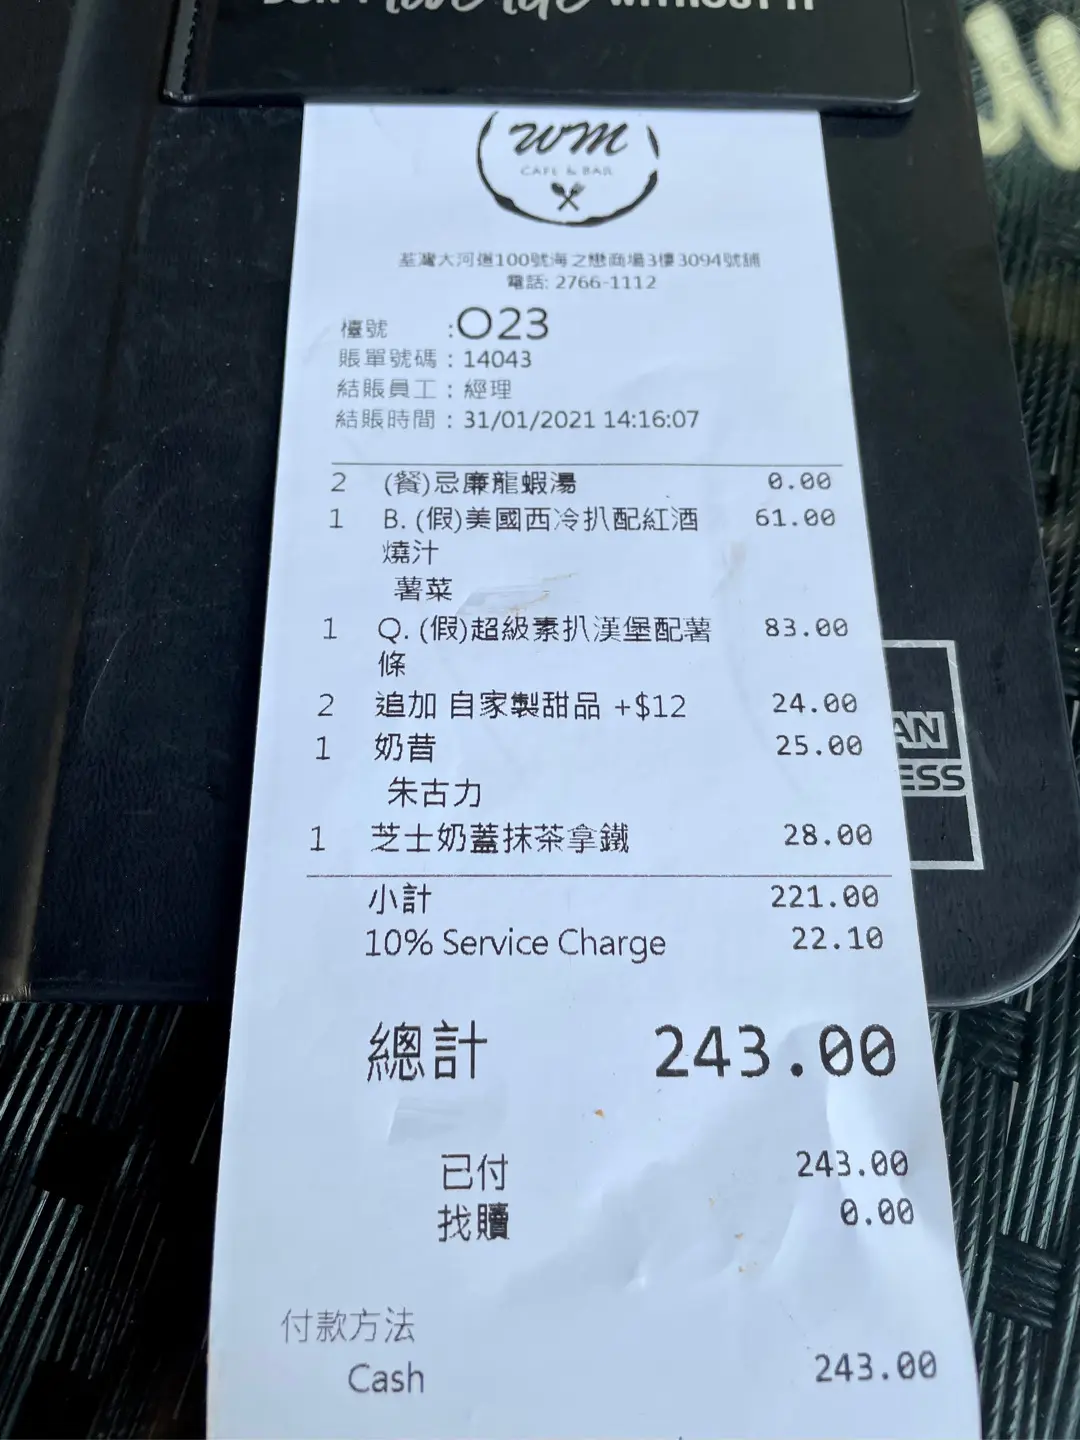 WITHOUT IT
WM
CAFE & BAR
荃灣大河道100號海之戀商場3樓3094號舖
電話: 2766-1112
檯號 :O23
賬單號碼 : 14043
結賬員工 : 經理
結賬時間 : 31/01/2021 14:16:07
2 (餐)忌廉龍蝦湯 0.00
1 B. (假)美國西冷扒配紅酒 61.00
燒汁
薯菜
1 Q. (假)超級素扒漢堡配薯 83.00
條
2 追加 自家製甜品 +$12 24.00
1 奶昔 25.00
朱古力
1 芝士奶蓋抹茶拿鐵 28.00
小計 221.00
10% Service Charge 22.10
總計 243.00
已付 243.00
找贖 0.00
付款方法
Cash 243.00
AN
ESS